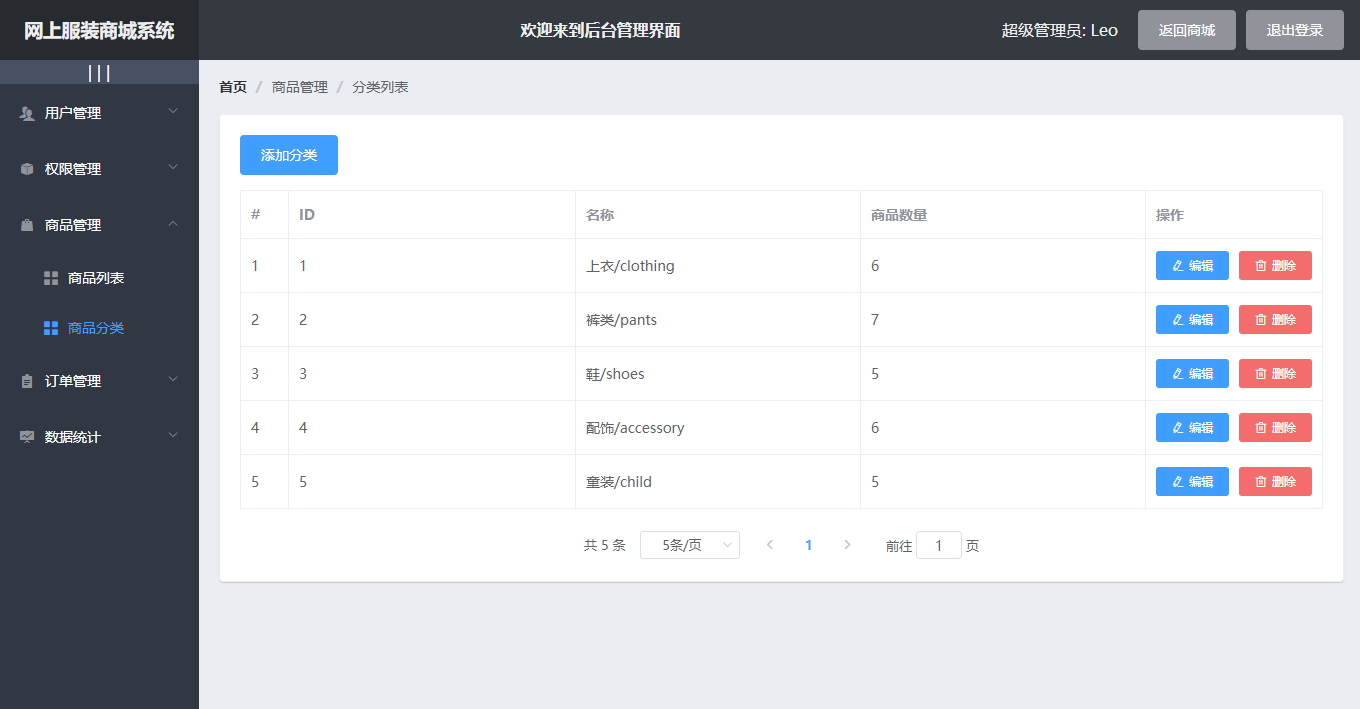 网上服装商城系统
欢迎来到后台管理界面
超级管理员: Leo
返回商城
退出登录
|||
用户管理
权限管理
商品管理
商品列表
商品分类
订单管理
数据统计
首页 / 商品管理 / 分类列表
添加分类
# ID 名称 商品数量 操作
1 1 上衣/clothing 6 编辑 删除
2 2 裤类/pants 7 编辑 删除
3 3 鞋/shoes 5 编辑 删除
4 4 配饰/accessory 6 编辑 删除
5 5 童装/child 5 编辑 删除
共 5 条 5条/页 1 前往 1 页